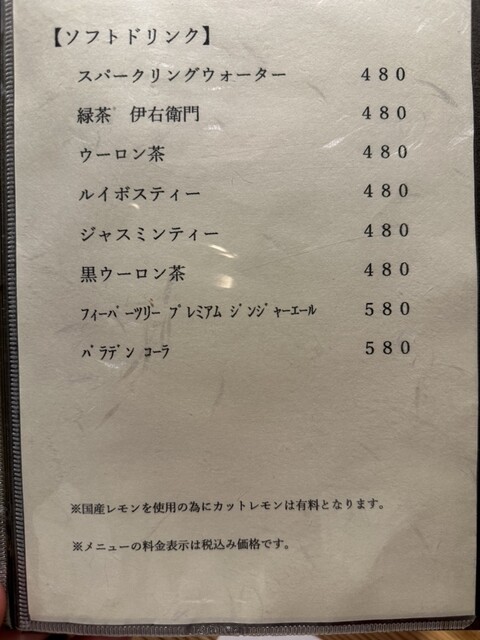 【ソフトドリンク】
スパークリングウォーター ４８０
緑茶 伊右衛門 ４８０
ウーロン茶 ４８０
ルイボスティー ４８０
ジャスミンティー ４８０
黒ウーロン茶 ４８０
ﾌｨｰﾊﾞｰﾂﾘｰ ﾌﾟﾚﾐｱﾑ ｼﾞﾝｼﾞｬｰｴｰﾙ ５８０
ﾊﾞﾗﾃﾞﾝ ｺｰﾗ ５８０
※国産レモンを使用の為にカットレモンは有料となります。
※メニューの料金表示は税込み価格です。